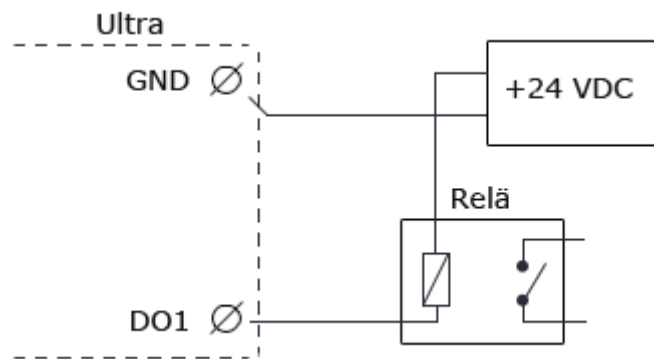 Ultra
GND
+24 VDC
Relä
DO1